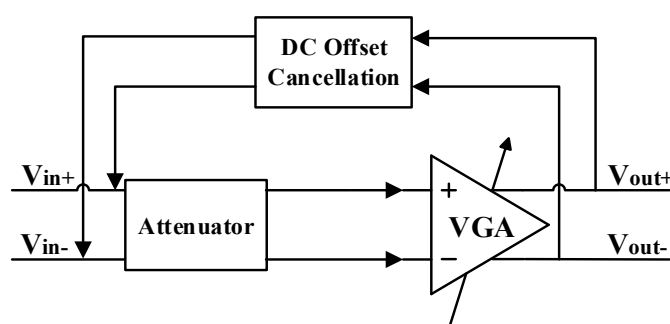 DC Offset
Cancellation
Vin+
Vout+
+
Attenuator
VGA
Vin-
Vout-
−